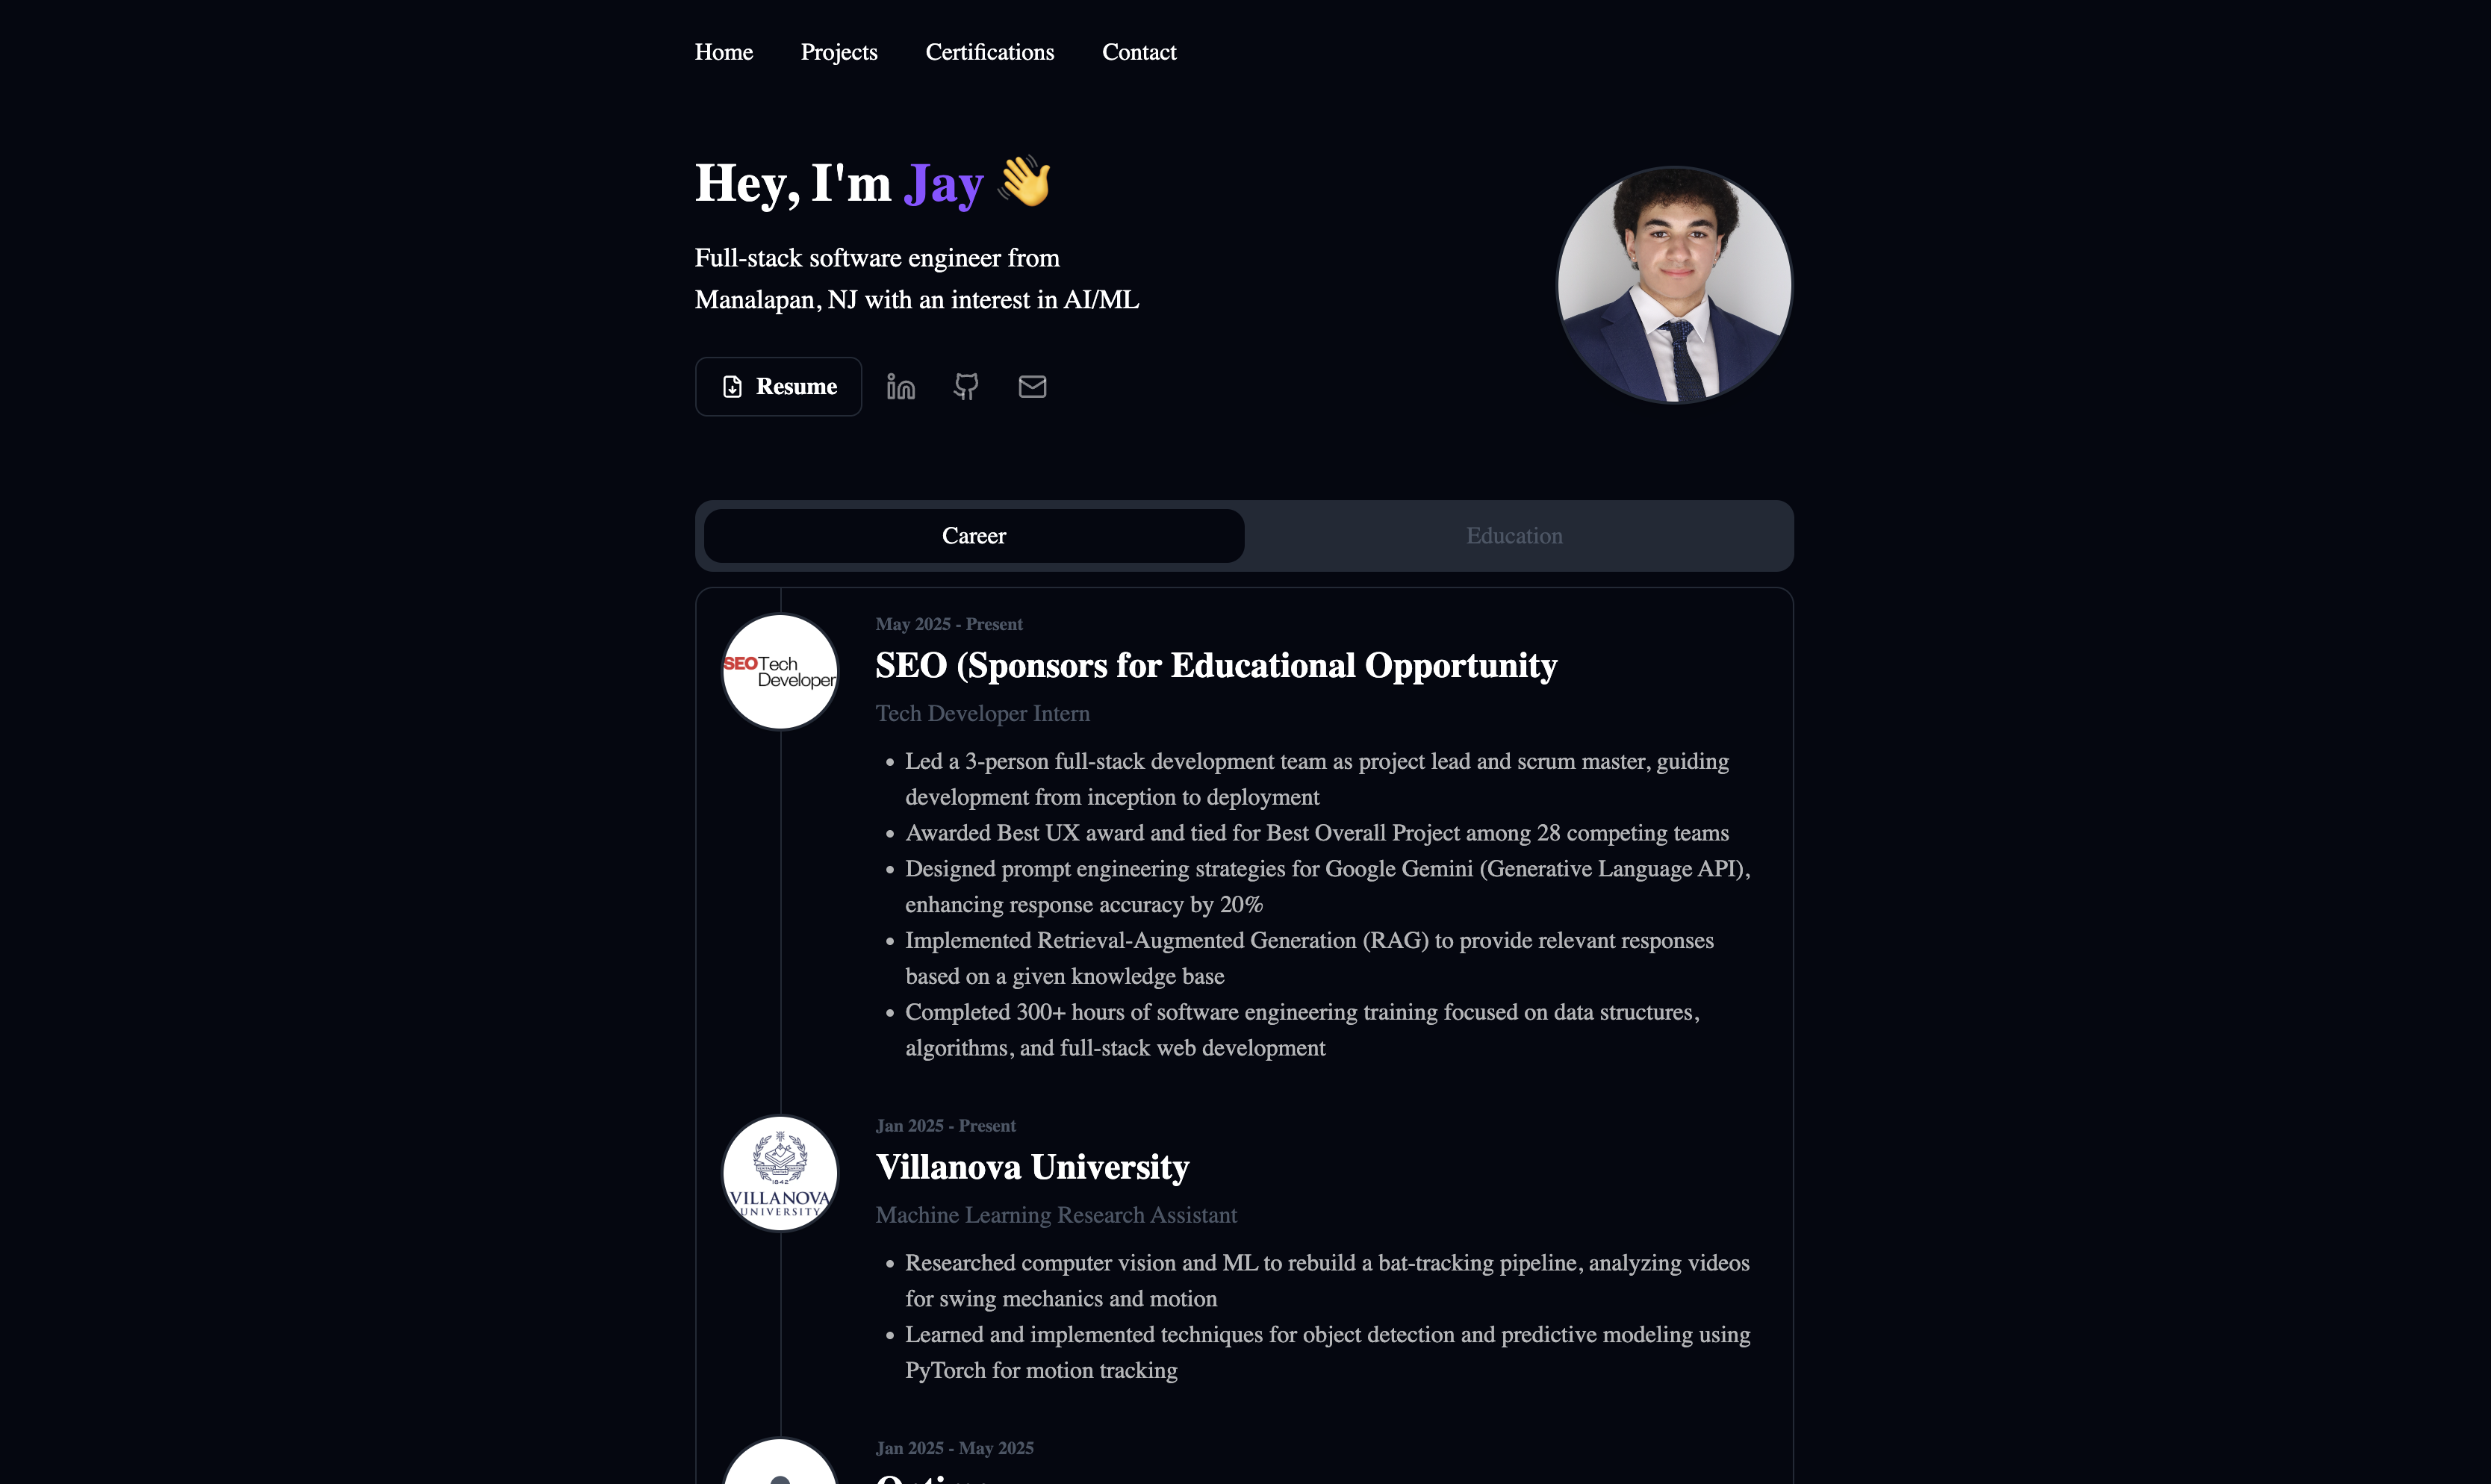 Home Projects Certifications Contact
Hey, I'm Jay 👋
Full-stack software engineer from
Manalapan, NJ with an interest in AI/ML
Resume
Career Education
May 2025 - Present
SEO (Sponsors for Educational Opportunity
SEO Tech
Developer
Tech Developer Intern
Led a 3-person full-stack development team as project lead and scrum master, guiding
development from inception to deployment
Awarded Best UX award and tied for Best Overall Project among 28 competing teams
Designed prompt engineering strategies for Google Gemini (Generative Language API),
enhancing response accuracy by 20%
Implemented Retrieval-Augmented Generation (RAG) to provide relevant responses
based on a given knowledge base
Completed 300+ hours of software engineering training focused on data structures,
algorithms, and full-stack web development
Jan 2025 - Present
Villanova University
1842
VILLANOVA
UNIVERSITY
Machine Learning Research Assistant
Researched computer vision and ML to rebuild a bat-tracking pipeline, analyzing videos
for swing mechanics and motion
Learned and implemented techniques for object detection and predictive modeling using
PyTorch for motion tracking
Jan 2025 - May 2025